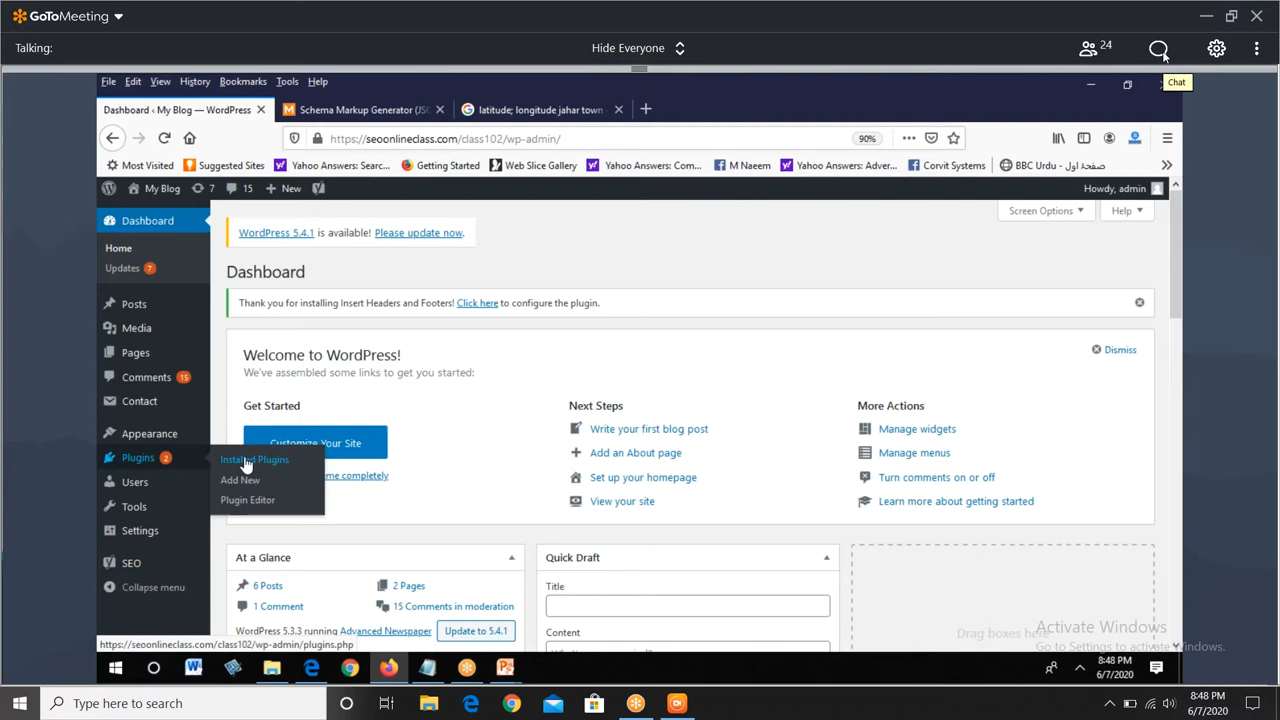 GoToMeeting
Talking:
Hide Everyone
24
Chat
File Edit View History Bookmarks Tools Help
Dashboard ‹ My Blog — WordPress
Schema Markup Generator (JSO
latitude; longitude jahar town -
https://seoonlineclass.com/class102/wp-admin/
90%
Most Visited Suggested Sites Yahoo Answers: Searc... Getting Started Web Slice Gallery Yahoo Answers: Com... M Naeem Yahoo Answers: Adver... Corvit Systems BBC Urdu - صفحۂ اول
My Blog 7 15 New Howdy, admin
Dashboard
Screen Options Help
WordPress 5.4.1 is available! Please update now.
Home
Updates 7
Dashboard
Posts
Thank you for installing Insert Headers and Footers! Click here to configure the plugin.
Media
Pages
Welcome to WordPress!
Dismiss
We've assembled some links to get you started:
Comments 15
Contact
Get Started
Next Steps
More Actions
Appearance
Customize Your Site
Write your first blog post
Manage widgets
Plugins 2
Installed Plugins
Add an About page
Manage menus
Add New
me completely
Set up your homepage
Turn comments on or off
Users
Plugin Editor
View your site
Learn more about getting started
Tools
Settings
At a Glance
Quick Draft
SEO
6 Posts
2 Pages
Title
Collapse menu
1 Comment
15 Comments in moderation
WordPress 5.3.3 running Advanced Newspaper
Update to 5.4.1
Content
Drag boxes here
Activate Windows
Go to Settings to activate Windows.
https://seoonlineclass.com/class102/wp-admin/plugins.php
8:48 PM
6/7/2020
Type here to search
8:48 PM
6/7/2020